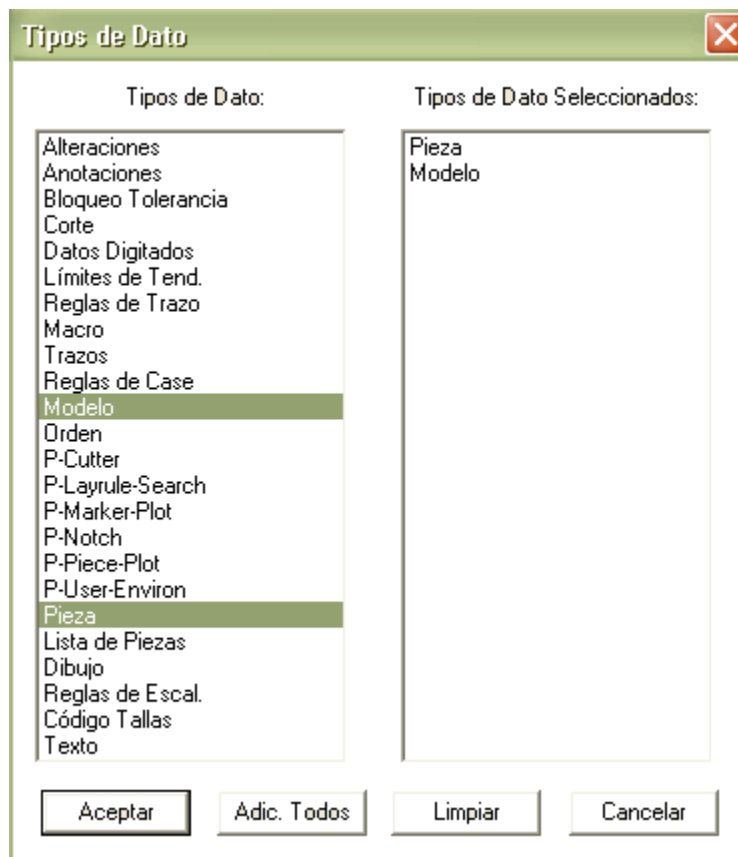 Tipos de Dato
Tipos de Dato:
Alteraciones
Anotaciones
Bloqueo Tolerancia
Corte
Datos Digitados
Límites de Tend.
Reglas de Trazo
Macro
Trazos
Reglas de Case
Modelo
Orden
P-Cutter
P-Layrule-Search
P-Marker-Plot
P-Notch
P-Piece-Plot
P-User-Environ
Pieza
Lista de Piezas
Dibujo
Reglas de Escal.
Código Tallas
Texto
Tipos de Dato Seleccionados:
Pieza
Modelo
Aceptar
Adic. Todos
Limpiar
Cancelar